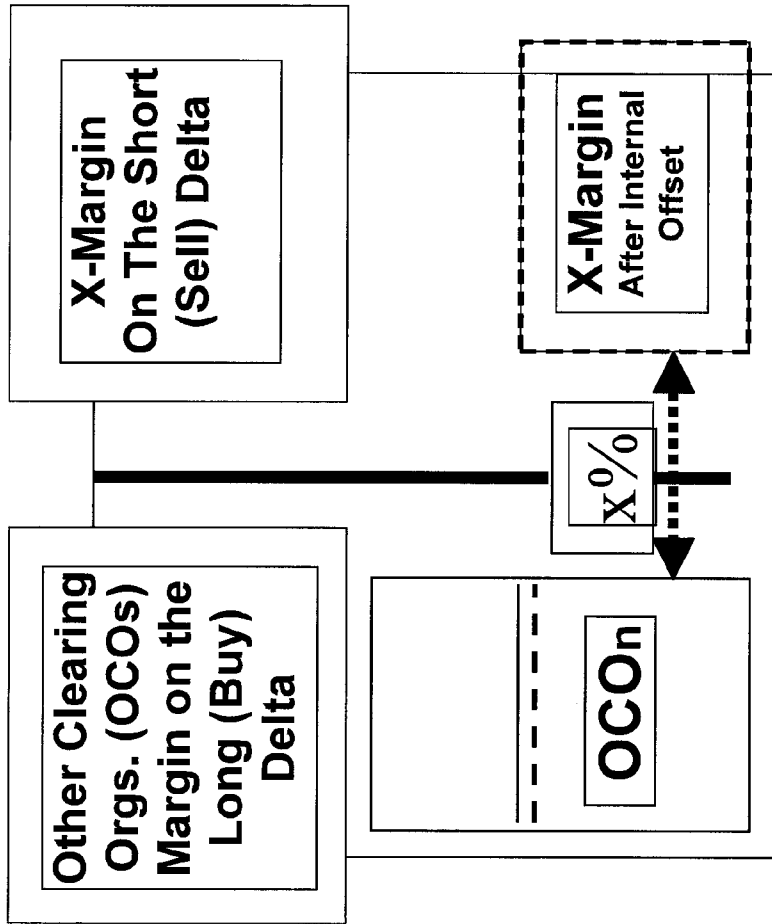 Other Clearing
Orgs. (OCOs)
Margin on the
Long (Buy)
Delta
X-Margin
On The Short
(Sell) Delta
OCOn
x%
X-Margin
After Internal
Offset